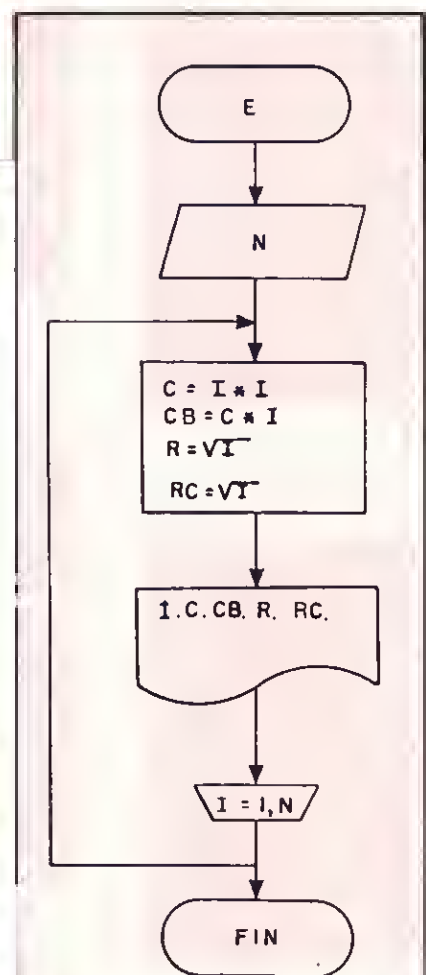 E
N
C = I * I
CB = C * I
R = √I
RC = √I
I.C.CB. R. RC.
I = 1, N
FIN